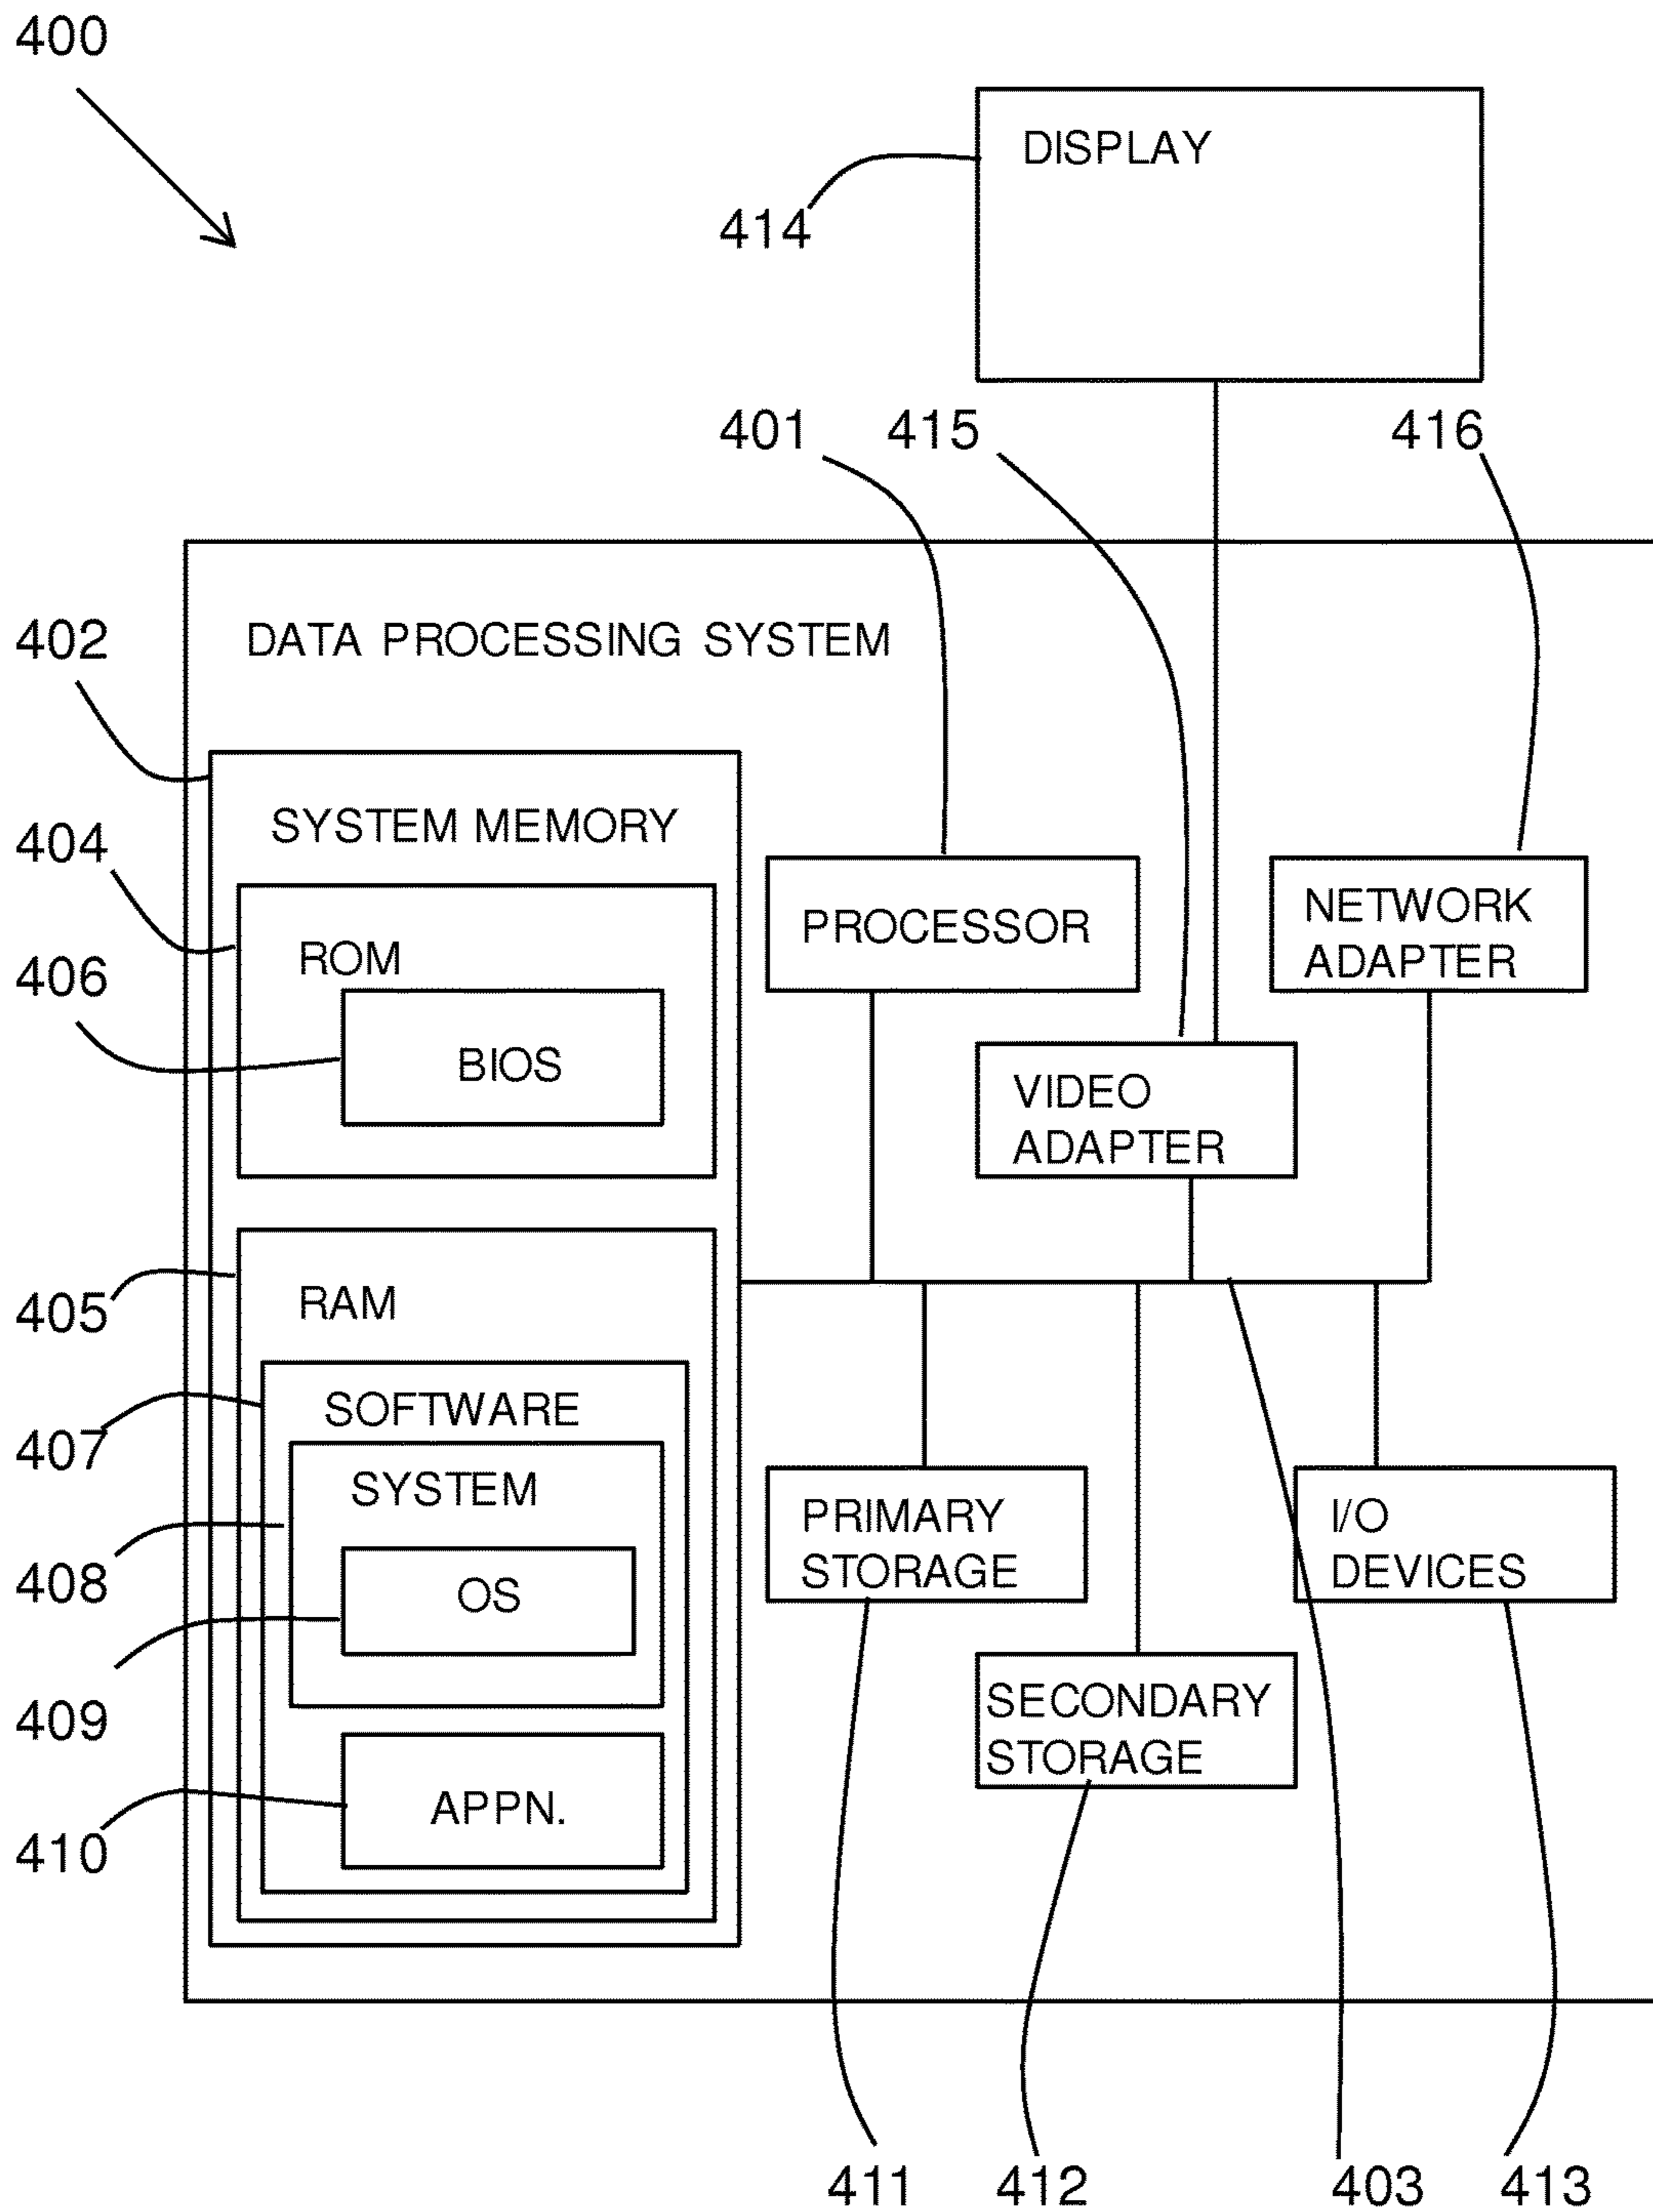 400
DISPLAY
414
401 415 416
402
DATA PROCESSING SYSTEM
SYSTEM MEMORY
404
PROCESSOR
NETWORK
ADAPTER
ROM
406
BIOS
VIDEO
ADAPTER
405
RAM
407
SOFTWARE
SYSTEM
408
OS
PRIMARY
STORAGE
I/O
DEVICES
409
SECONDARY
STORAGE
410
APPN.
411 412 403 413